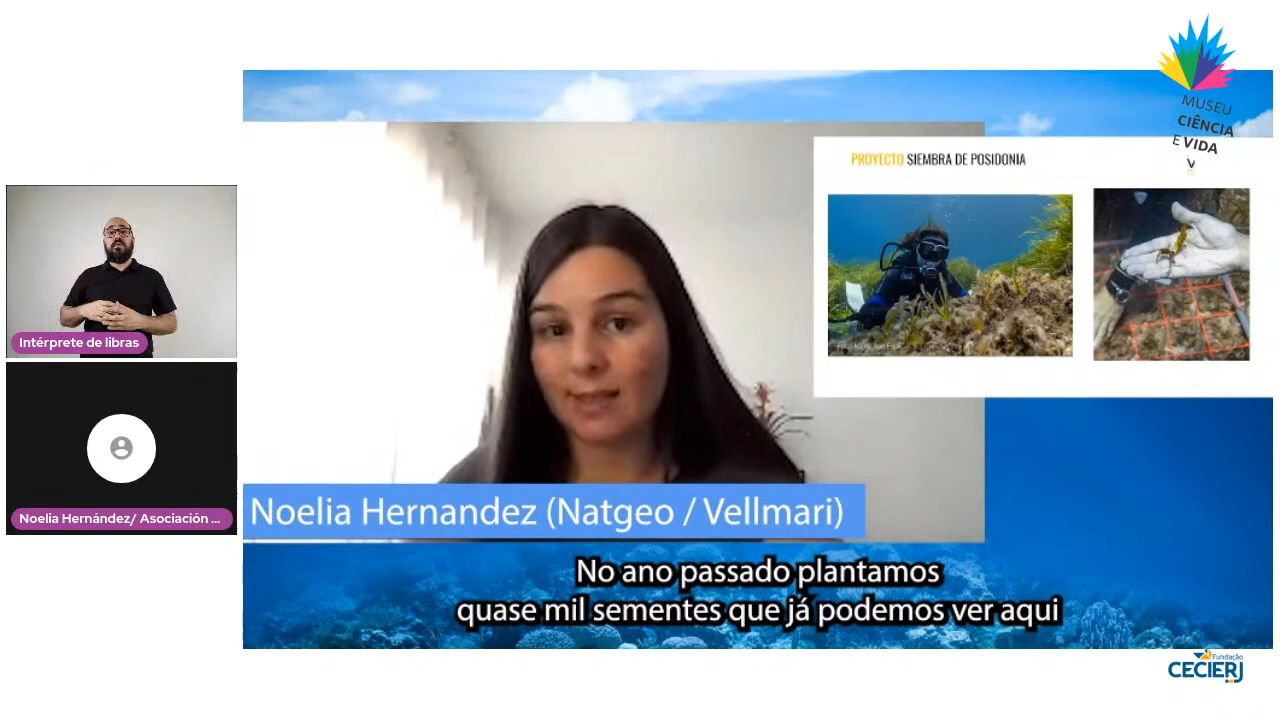 MUSEU
CIÊNCIA
E VIDA
PROYECTO SIEMBRA DE POSIDONIA
Intérprete de libras
Noelia Hernández/ Asociación ...
Noelia Hernandez (Natgeo / Vellmari)
No ano passado plantamos
quase mil sementes que já podemos ver aqui
Fundação
CECIERJ